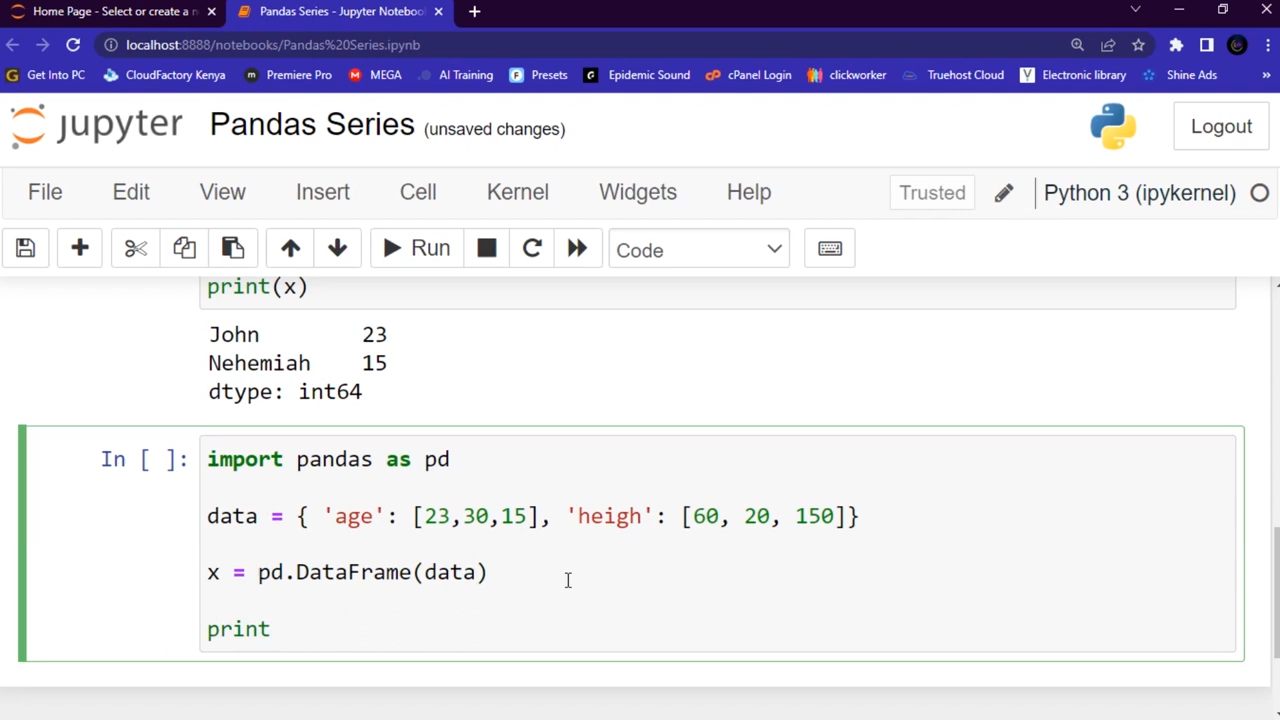 Home Page - Select or create a n
Pandas Series - Jupyter Noteboo
localhost:8888/notebooks/Pandas%20Series.ipynb
Get Into PC CloudFactory Kenya Premiere Pro MEGA AI Training Presets Epidemic Sound cPanel Login clickworker Truehost Cloud Electronic library Shine Ads »
jupyter Pandas Series (unsaved changes) Logout
File Edit View Insert Cell Kernel Widgets Help Trusted Python 3 (ipykernel)
Run Code
print(x)
John 23
Nehemiah 15
dtype: int64
In [ ]: import pandas as pd
data = { 'age': [23,30,15], 'heigh': [60, 20, 150]}
x = pd.DataFrame(data)
print